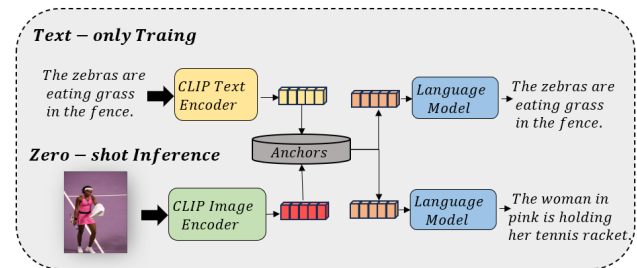 Text – only Traing
The zebras are
eating grass
in the fence.
CLIP Text
Encoder
Language
Model
The zebras are
eating grass
in the fence.
Anchors
Zero – shot Inference
CLIP Image
Encoder
Language
Model
The woman in
pink is holding
her tennis racket.